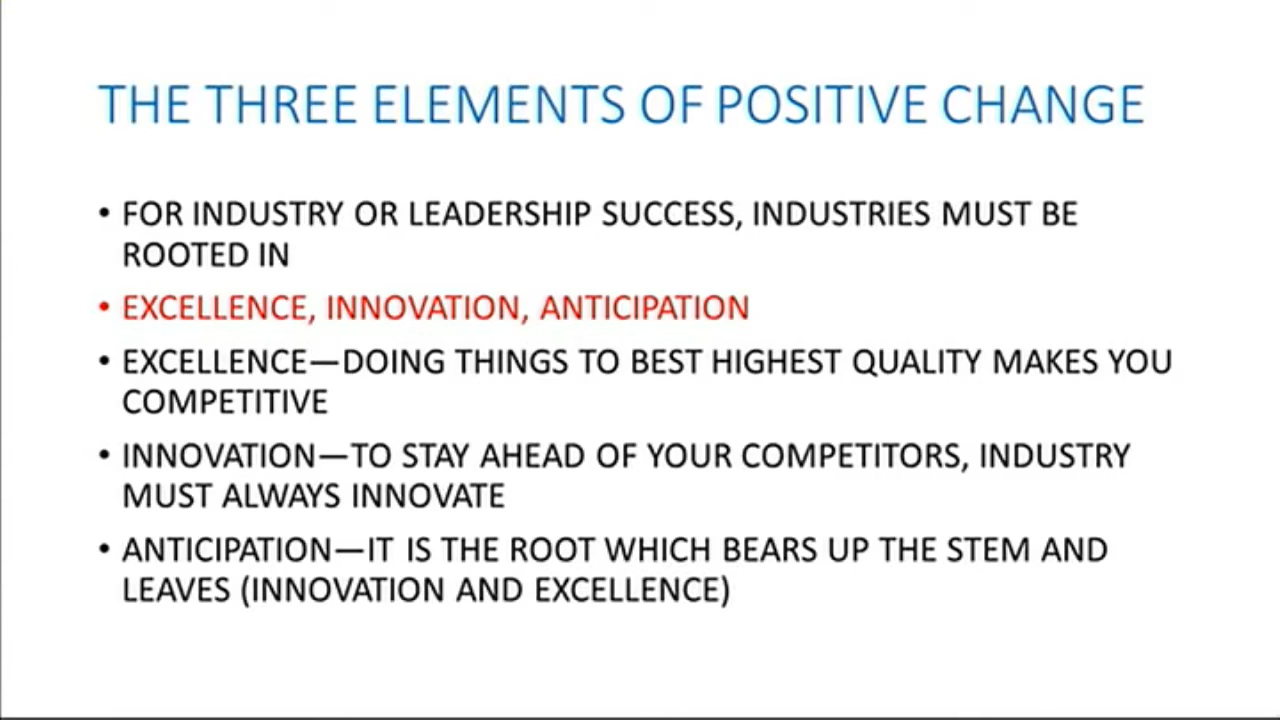 THE THREE ELEMENTS OF POSITIVE CHANGE
• FOR INDUSTRY OR LEADERSHIP SUCCESS, INDUSTRIES MUST BE
ROOTED IN
• EXCELLENCE, INNOVATION, ANTICIPATION
• EXCELLENCE—DOING THINGS TO BEST HIGHEST QUALITY MAKES YOU
COMPETITIVE
• INNOVATION—TO STAY AHEAD OF YOUR COMPETITORS, INDUSTRY
MUST ALWAYS INNOVATE
• ANTICIPATION—IT IS THE ROOT WHICH BEARS UP THE STEM AND
LEAVES (INNOVATION AND EXCELLENCE)